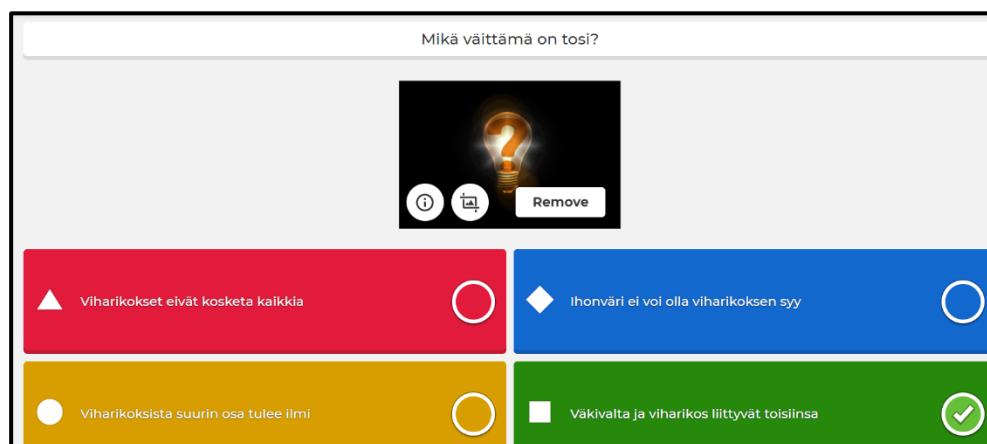 Mikä väittämä on tosi?
?
Remove
Viharikokset eivät kosketa kaikkia
Ihonväri ei voi olla viharikoksen syy
Viharikoksista suurin osa tulee ilmi
Väkivalta ja viharikos liittyvät toisiinsa